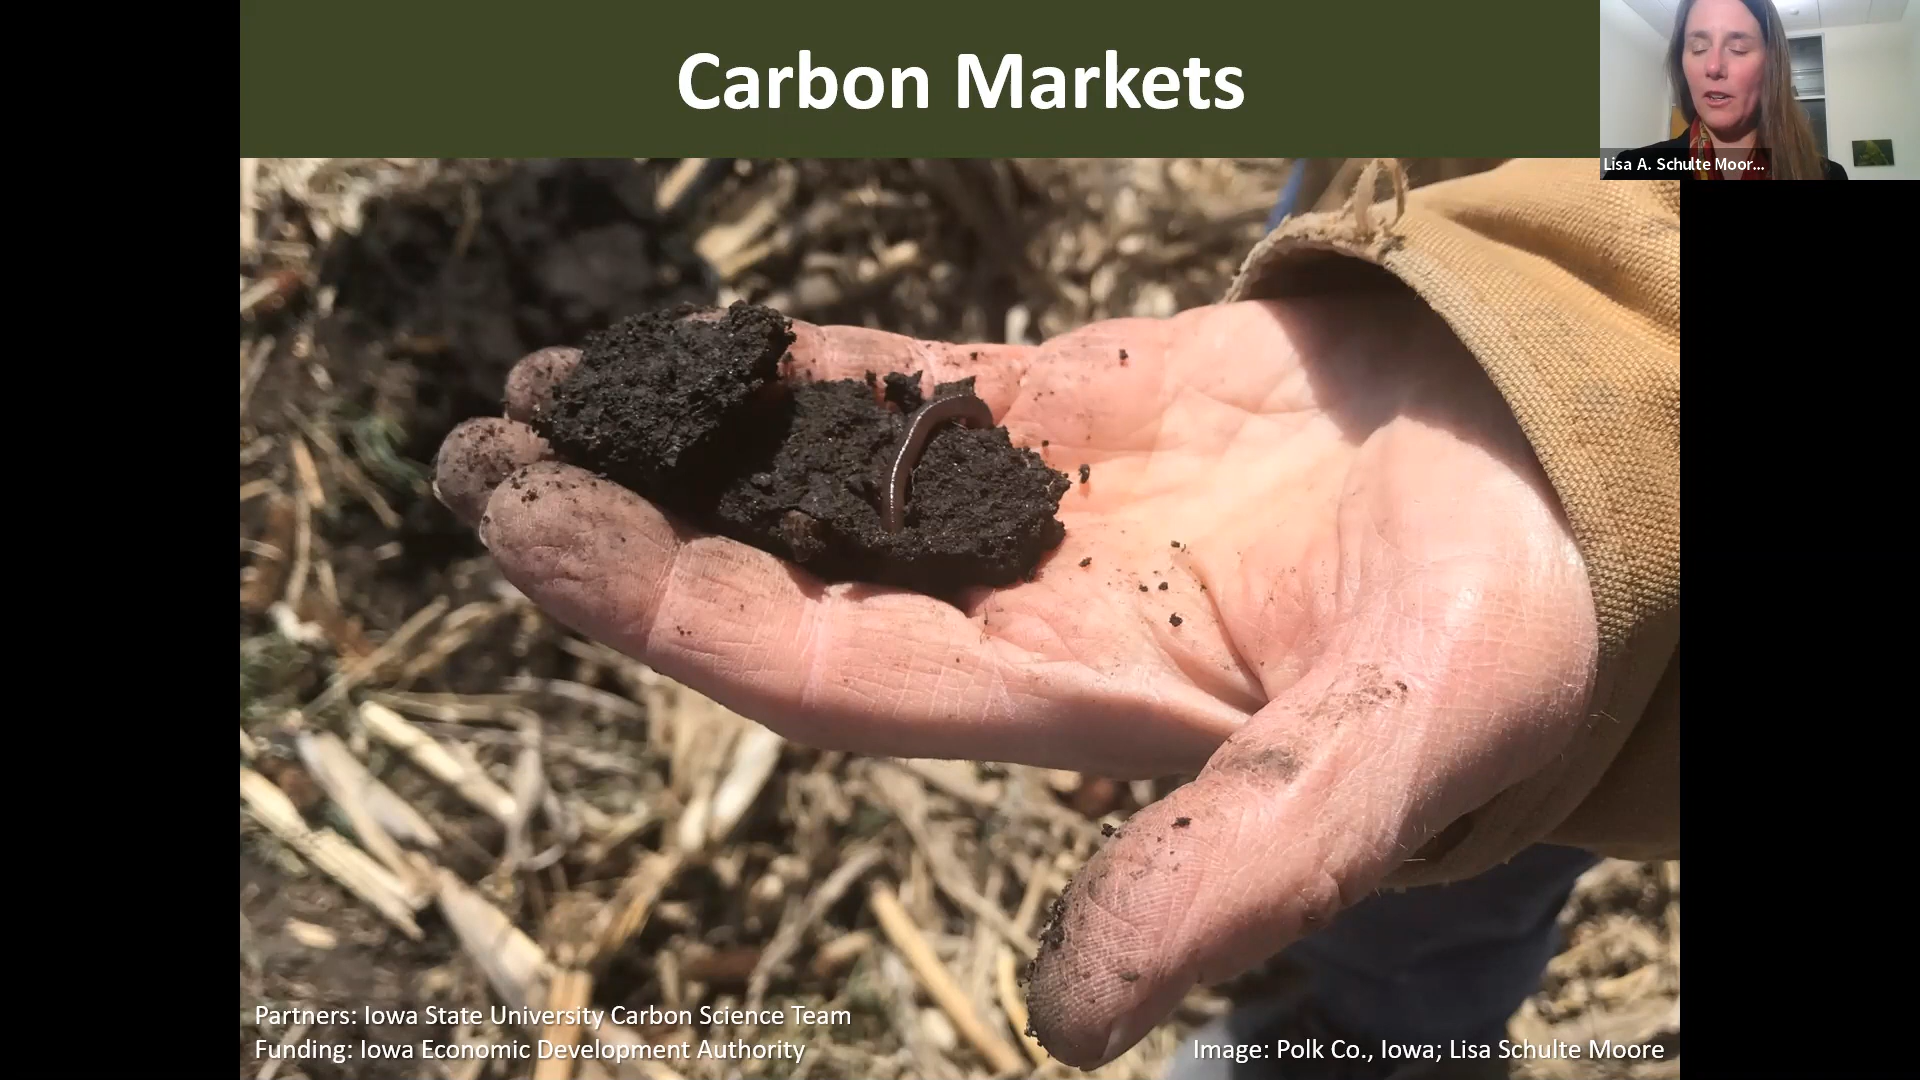 Carbon Markets
Lisa A. Schulte Moor...
Partners: Iowa State University Carbon Science Team
Funding: Iowa Economic Development Authority
Image: Polk Co., Iowa; Lisa Schulte Moore